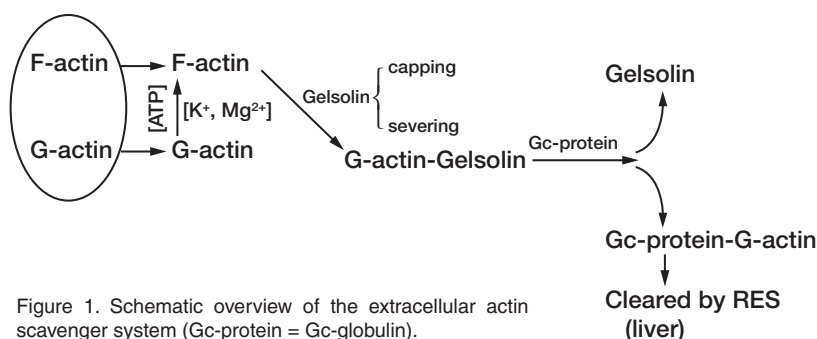 F-actin
F-actin
capping
Gelsolin
Gelsolin
severing
[ATP]
[K+, Mg2+]
G-actin
G-actin
G-actin-Gelsolin
Gc-protein
Gc-protein-G-actin
Cleared by RES
(liver)
Figure 1. Schematic overview of the extracellular actin
scavenger system (Gc-protein = Gc-globulin).